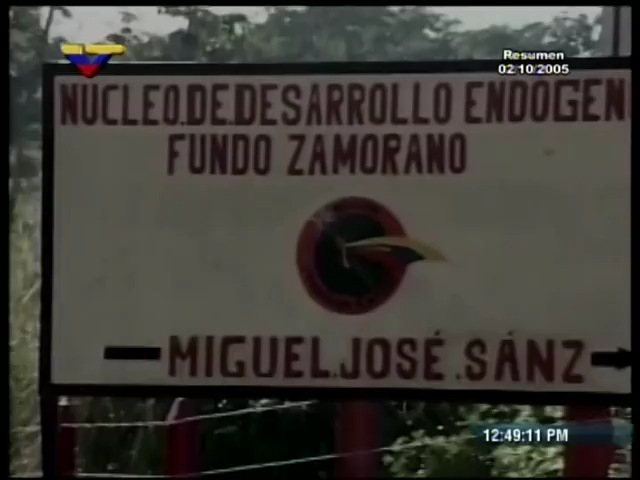 Resumen
02/10/2005
NUCLEO.DE.DESARROLLO ENDOGEN
FUNDO ZAMORANO
MIGUEL.JOSÉ.SÁNZ
12:49:11 PM